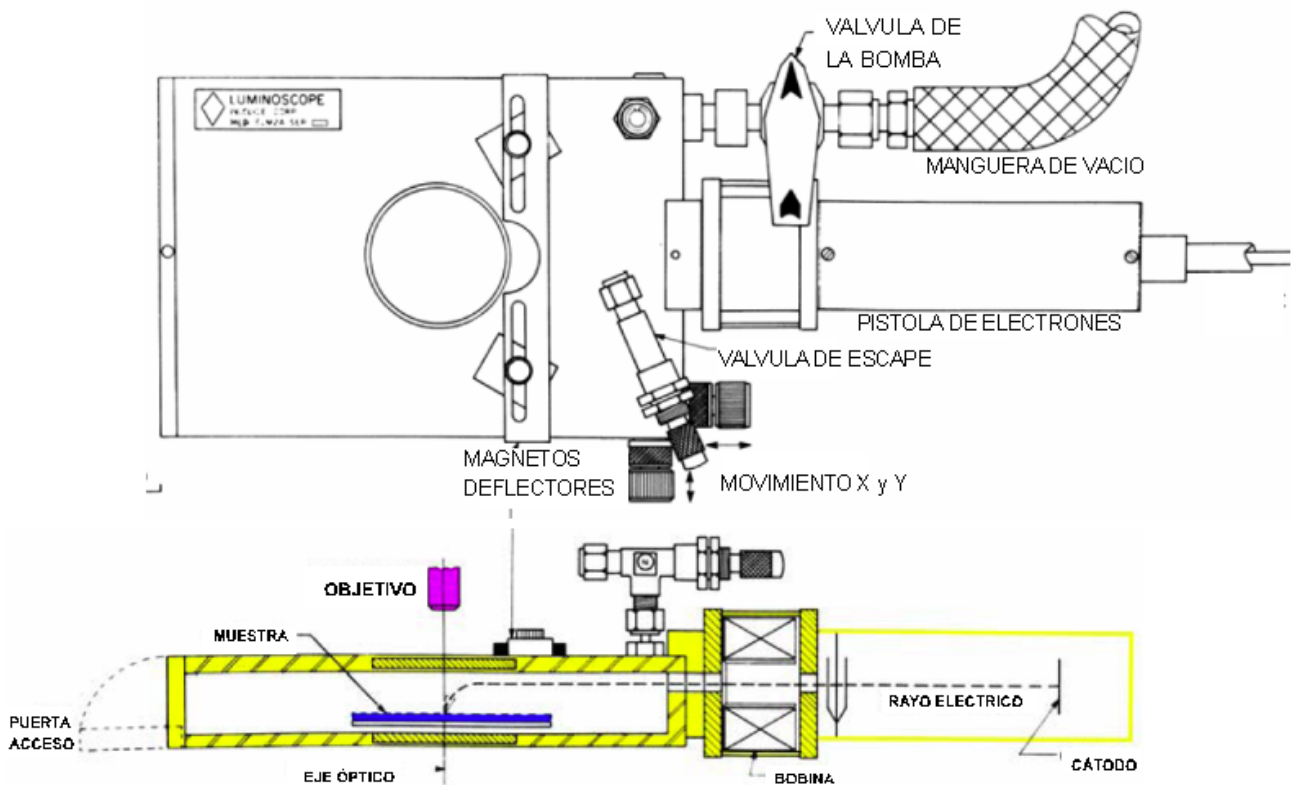 VALVULA DE
LA BOMBA
LUMINOSCOPE
CORP
MANGUERA DE VACIO
PISTOLA DE ELECTRONES
VALVULA DE ESCAPE
MAGNETOS
DEFLECTORES
MOVIMIENTO X y Y
OBJETIVO
MUESTRA
RAYO ELECTRICO
PUERTA
ACCESO
EJE ÓPTICO
BOBINA
CÁTODO